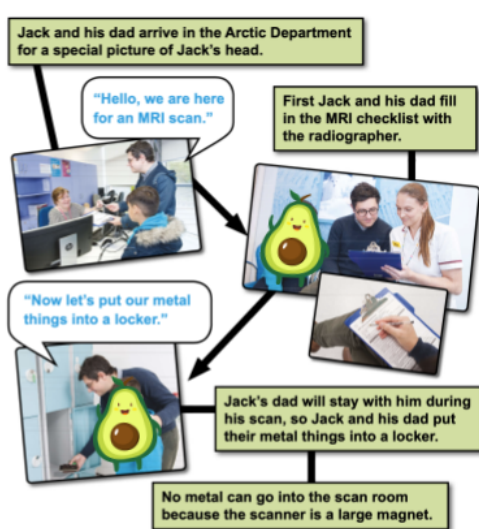 Jack and his dad arrive in the Arctic Department
for a special picture of Jack's head.
"Hello, we are here
for an MRI scan."
First Jack and his dad fill
in the MRI checklist with
the radiographer.
"Now let's put our metal
things into a locker."
Jack's dad will stay with him during
his scan, so Jack and his dad put
their metal things into a locker.
No metal can go into the scan room
because the scanner is a large magnet.